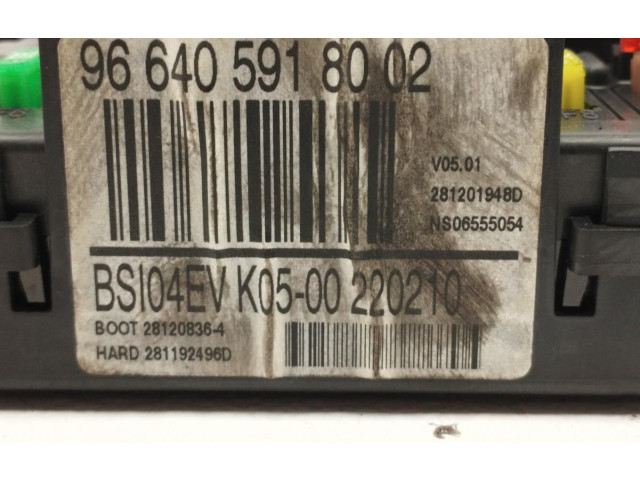 96 640 591 80 02
V05.01
281201948D
NS06555054
BSI04EV K05-00 220210
BOOT 28120836-4
HARD 281192496D